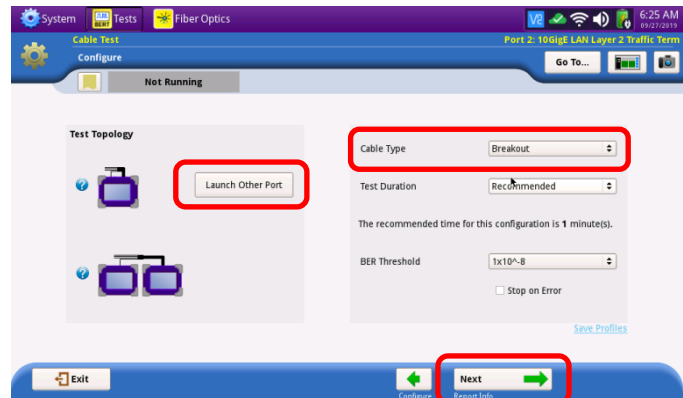 System Tests Fiber Optics 6:25 AM
09/27/2019
Cable Test Port 2: 10GigE LAN Layer 2 Traffic Term
Configure Go To...
Not Running
Test Topology
Launch Other Port
Cable Type Breakout
Test Duration Recommended
The recommended time for this configuration is 1 minute(s).
BER Threshold 1x10^-8
Stop on Error
Save Profiles
Exit
Next
Configure Report Info